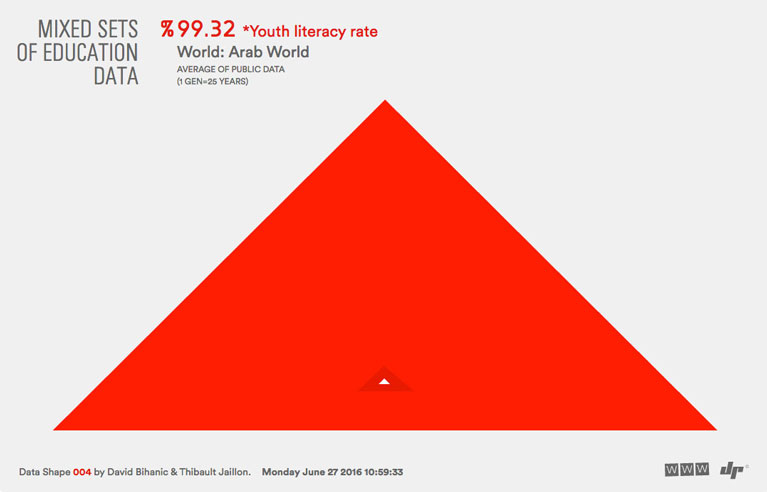 MIXED SETS
OF EDUCATION
DATA
% 99.32 *Youth literacy rate
World: Arab World
AVERAGE OF PUBLIC DATA
(1 GEN=25 YEARS)
Data Shape 004 by David Bihanic & Thibault Jaillon. Monday June 27 2016 10:59:33
WWW